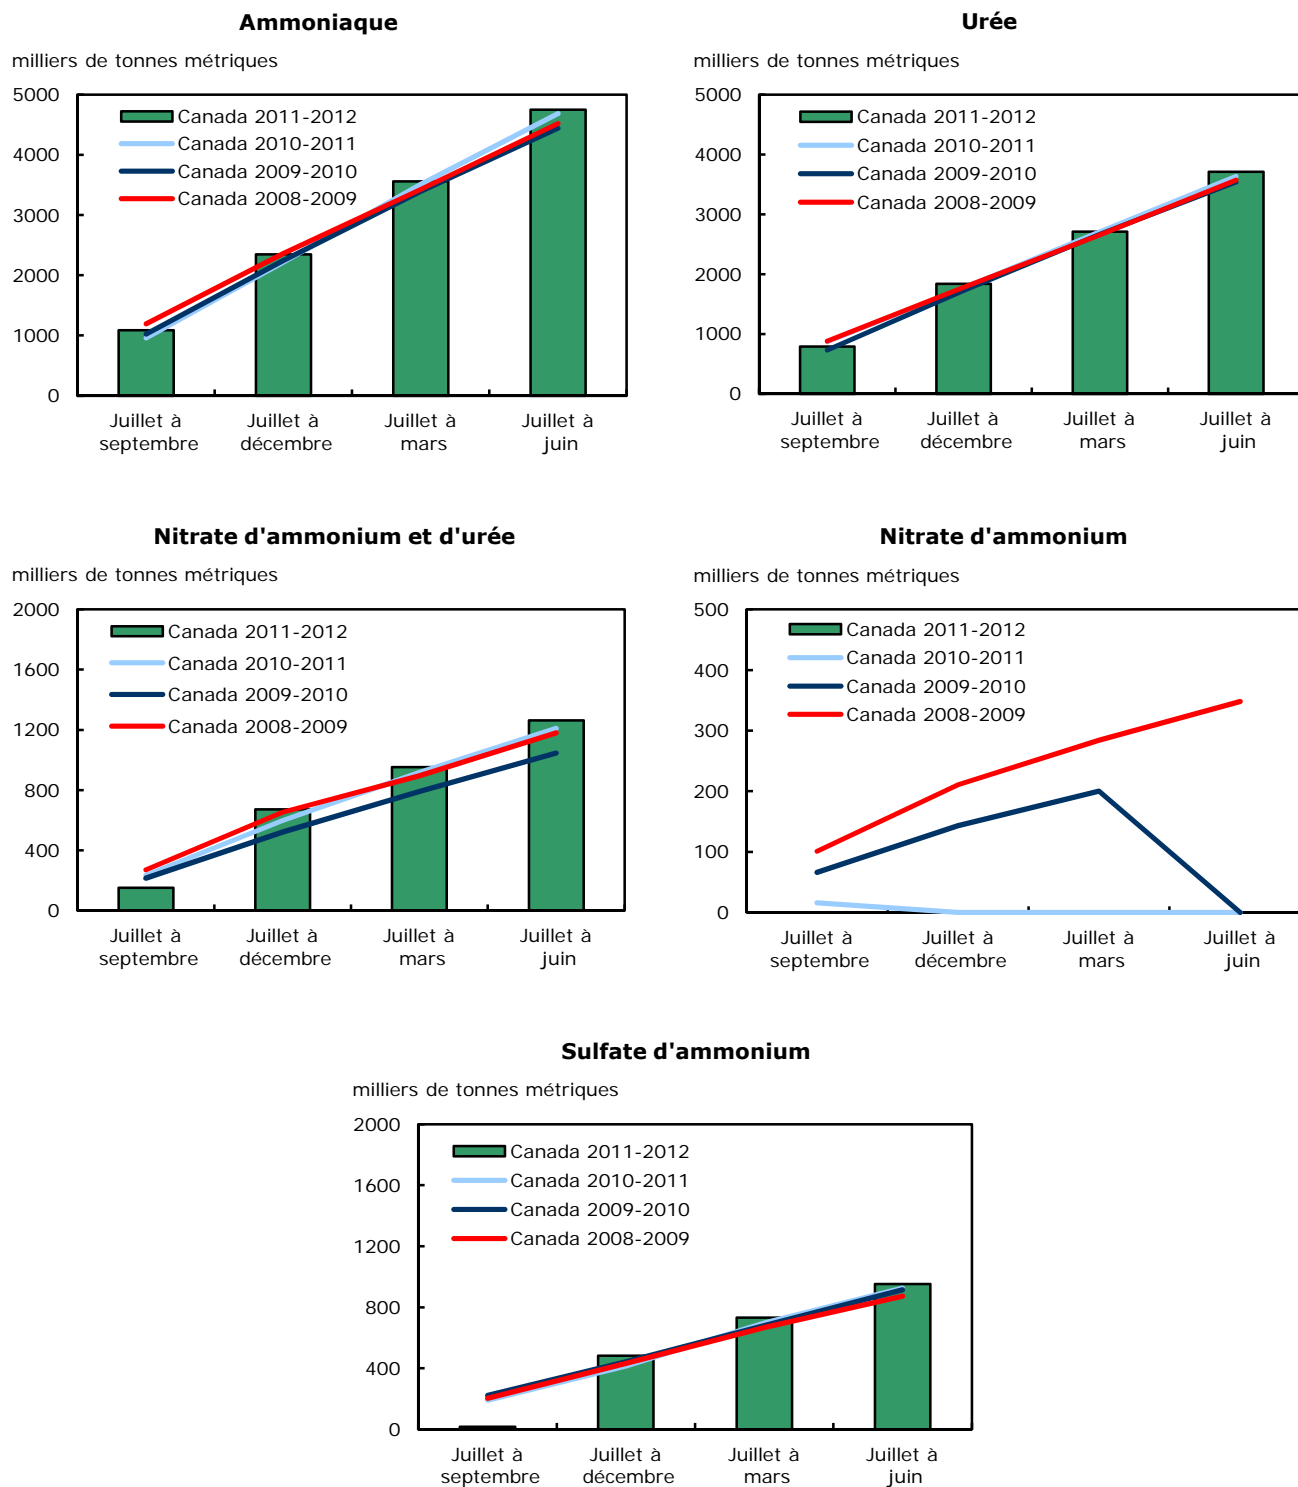 Ammoniaque
milliers de tonnes métriques
5000
4000
3000
2000
1000
0
Canada 2011-2012
Canada 2010-2011
Canada 2009-2010
Canada 2008-2009
Juillet à septembre
Juillet à décembre
Juillet à mars
Juillet à juin
Urée
milliers de tonnes métriques
5000
4000
3000
2000
1000
0
Canada 2011-2012
Canada 2010-2011
Canada 2009-2010
Canada 2008-2009
Juillet à septembre
Juillet à décembre
Juillet à mars
Juillet à juin
Nitrate d'ammonium et d'urée
milliers de tonnes métriques
2000
1600
1200
800
400
0
Canada 2011-2012
Canada 2010-2011
Canada 2009-2010
Canada 2008-2009
Juillet à septembre
Juillet à décembre
Juillet à mars
Juillet à juin
Nitrate d'ammonium
milliers de tonnes métriques
500
400
300
200
100
0
Canada 2011-2012
Canada 2010-2011
Canada 2009-2010
Canada 2008-2009
Juillet à septembre
Juillet à décembre
Juillet à mars
Juillet à juin
Sulfate d'ammonium
milliers de tonnes métriques
2000
1600
1200
800
400
0
Canada 2011-2012
Canada 2010-2011
Canada 2009-2010
Canada 2008-2009
Juillet à septembre
Juillet à décembre
Juillet à mars
Juillet à juin